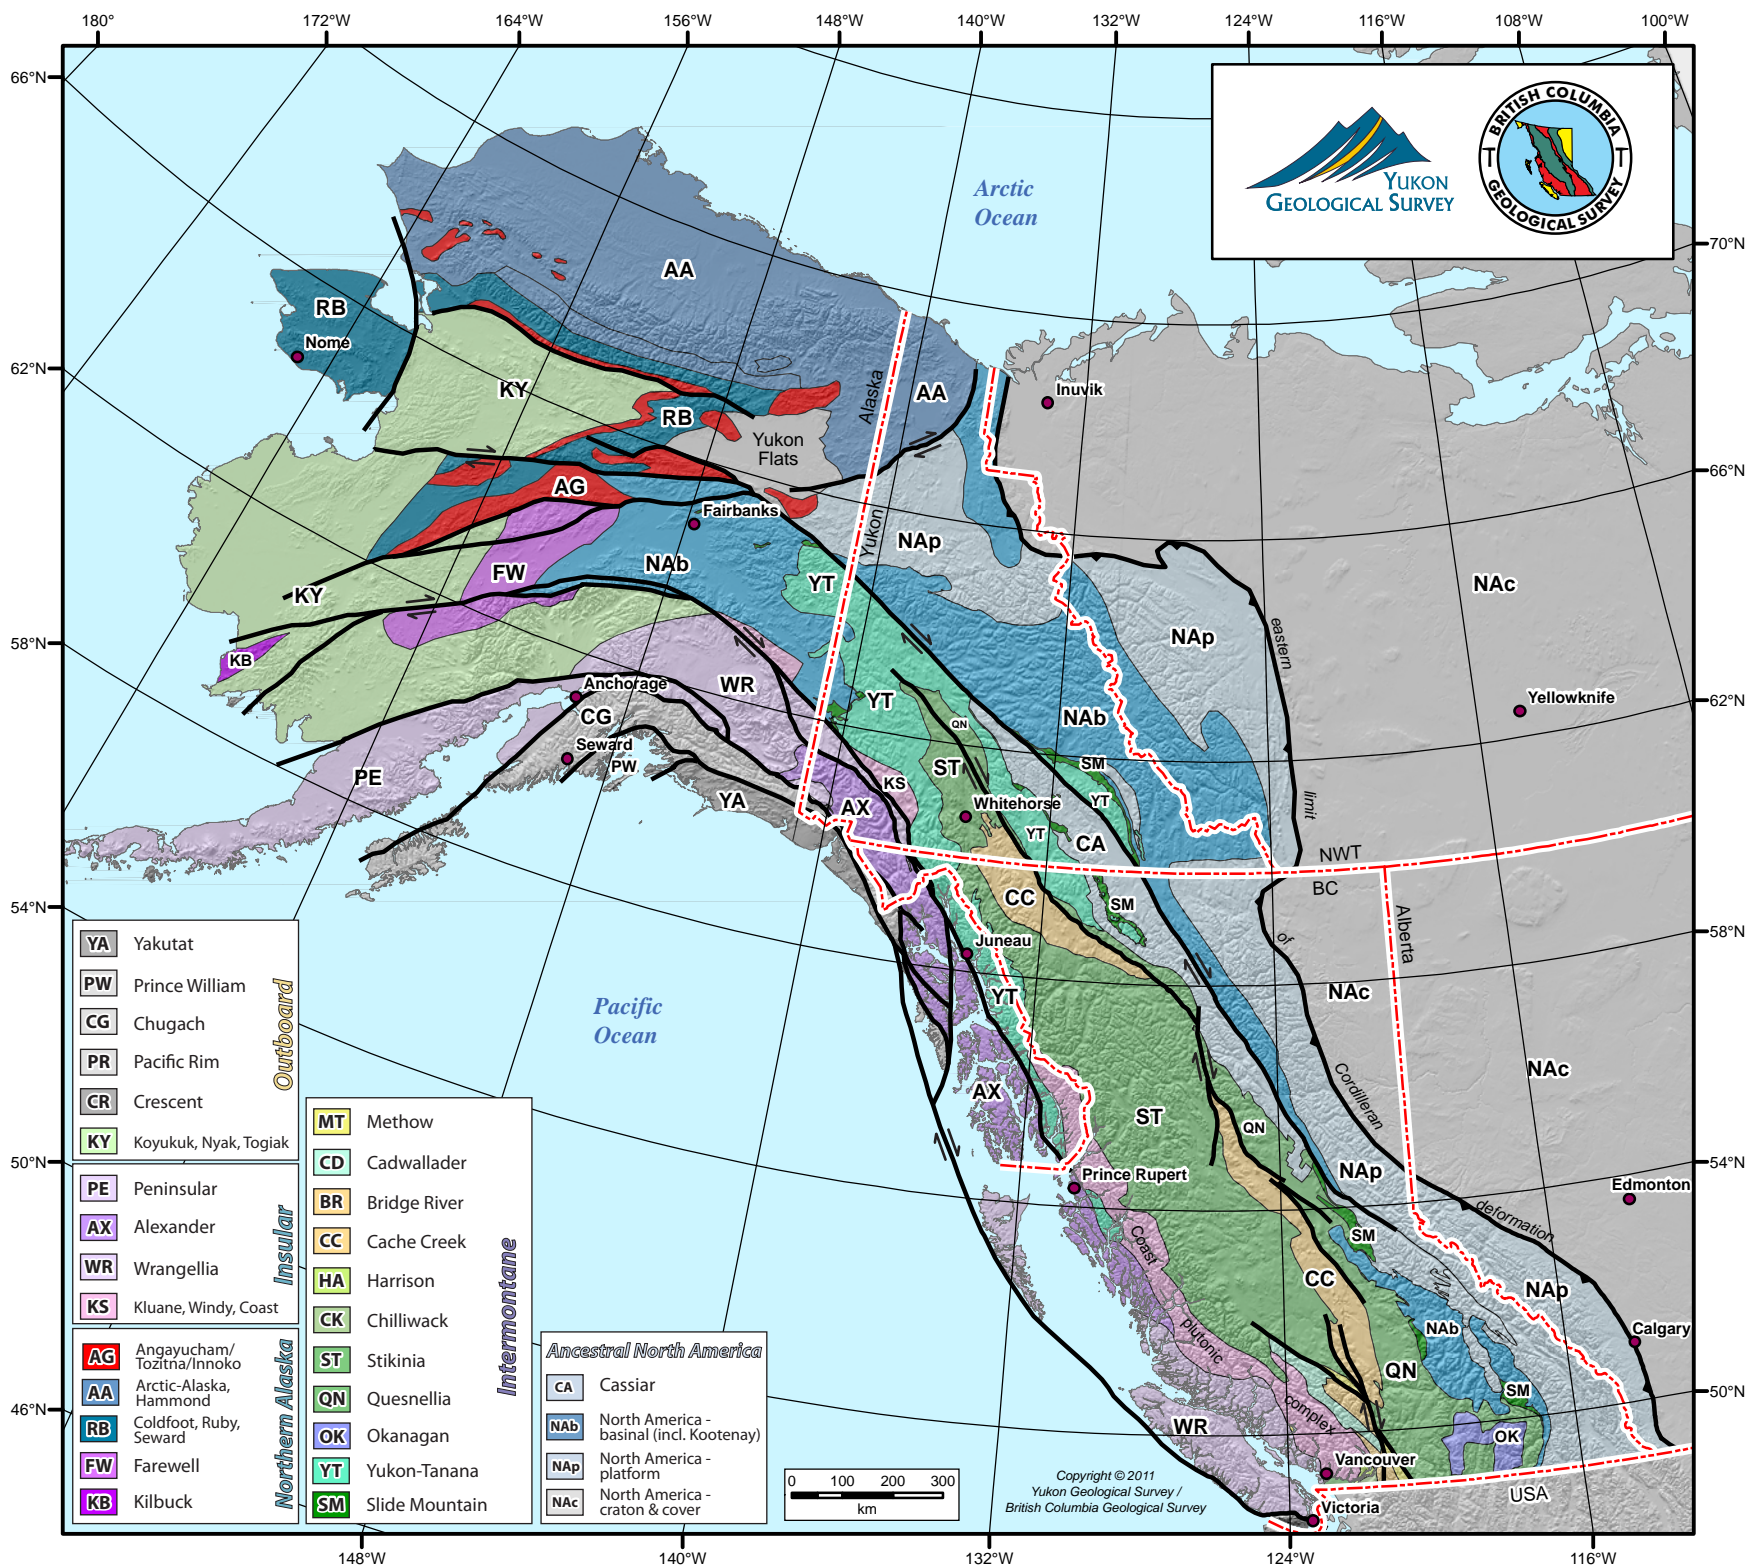 180°
172°W
164°W
156°W
148°W
140°W
132°W
124°W
116°W
108°W
100°W
66°N
62°N
58°N
54°N
50°N
46°N
70°N
66°N
62°N
58°N
54°N
50°N
148°W
140°W
132°W
124°W
116°W
YUKON
GEOLOGICAL SURVEY
BRITISH COLUMBIA
GEOLOGICAL SURVEY
Arctic
Ocean
AA
RB
Nome
KY
AA
Alaska
Inuvik
RB
Yukon
Flats
AG
Fairbanks
Yukon
NAp
FW
NAb
YT
NAc
KY
eastern
NAp
KB
WR
Anchorage
YT
Yellowknife
CG
NAb
QN
Seward
PW
PE
ST
SM
KS
YA
AX
Whitehorse
YT
limit
YT
CA
NWT
BC
CC
SM
Alberta
Juneau
of
YT
NAc
Pacific
Ocean
NAc
AX
Cordilleran
ST
QN
NAp
Prince Rupert
Edmonton
deformation
SM
Coast
CC
NAp
NAb
Calgary
plutonic
QN
SM
complex
WR
OK
Vancouver
USA
Victoria
YA Yakutat
PW Prince William
CG Chugach
PR Pacific Rim
CR Crescent
KY Koyukuk, Nyak, Togiak
Outboard
PE Peninsular
AX Alexander
WR Wrangellia
KS Kluane, Windy, Coast
Insular
AG Angayucham/
Tozitna/Innoko
AA Arctic-Alaska,
Hammond
RB Coldfoot, Ruby,
Seward
FW Farewell
KB Kilbuck
Northern Alaska
MT Methow
CD Cadwallader
BR Bridge River
CC Cache Creek
HA Harrison
CK Chilliwack
ST Stikinia
QN Quesnellia
OK Okanagan
YT Yukon-Tanana
SM Slide Mountain
Intermontane
Ancestral North America
CA Cassiar
NAb North America -
basinal (incl. Kootenay)
NAp North America -
platform
NAc North America -
craton & cover
0 100 200 300
km
Copyright © 2011
Yukon Geological Survey /
British Columbia Geological Survey